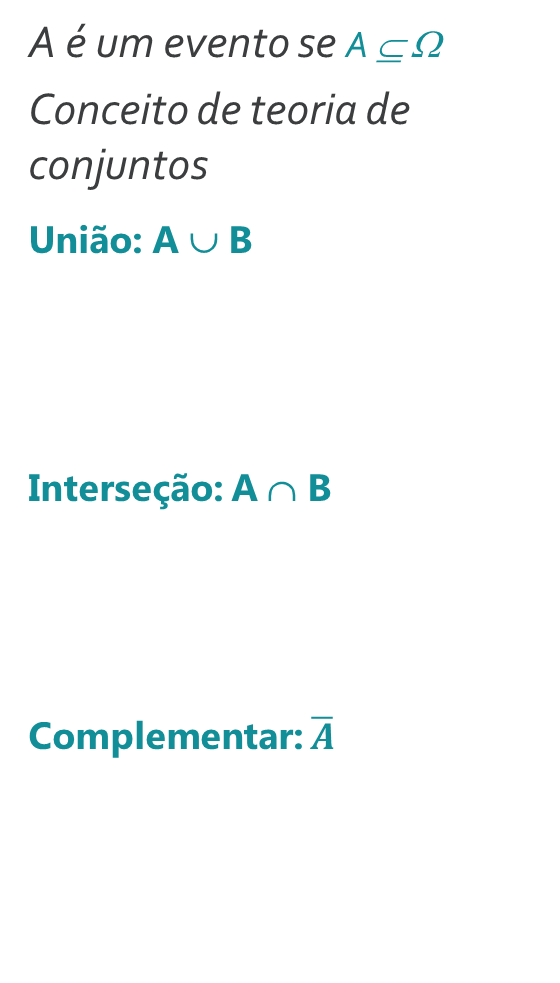 A é um evento se A ⊆ Ω
Conceito de teoria de
conjuntos
União: A ∪ B
Interseção: A ∩ B
Complementar: A̅